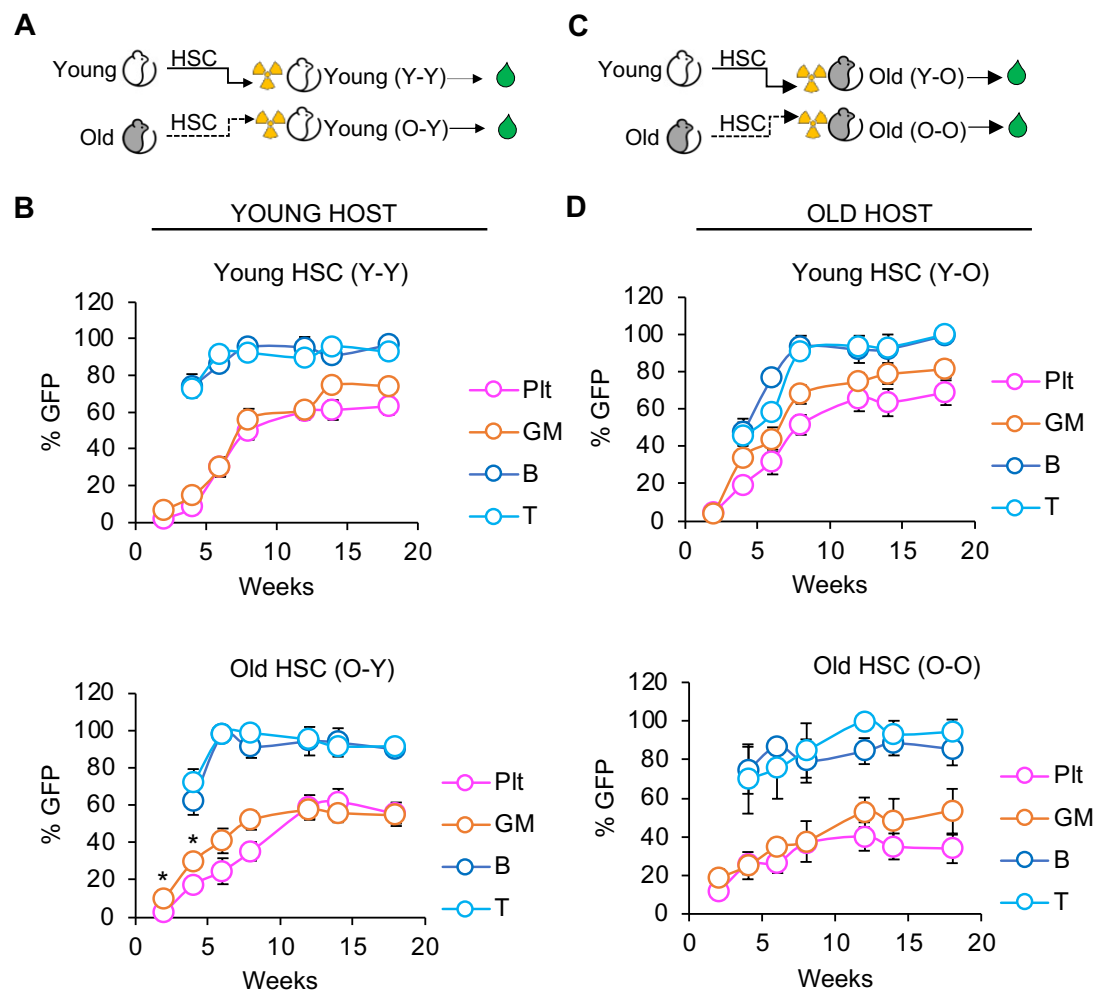 A
Young HSC Young (Y-Y)
Old HSC Young (O-Y)
C
Young HSC Old (Y-O)
Old HSC Old (O-O)
B
YOUNG HOST
Young HSC (Y-Y)
120
100
80
60
40
20
0
% GFP
0 5 10 15 20
Weeks
Plt
GM
B
T
Old HSC (O-Y)
120
100
80
60
40
20
0
% GFP
* *
0 5 10 15 20
Weeks
Plt
GM
B
T
D
OLD HOST
Young HSC (Y-O)
120
100
80
60
40
20
0
% GFP
0 5 10 15 20
Weeks
Plt
GM
B
T
Old HSC (O-O)
120
100
80
60
40
20
0
% GFP
0 5 10 15 20
Weeks
Plt
GM
B
T